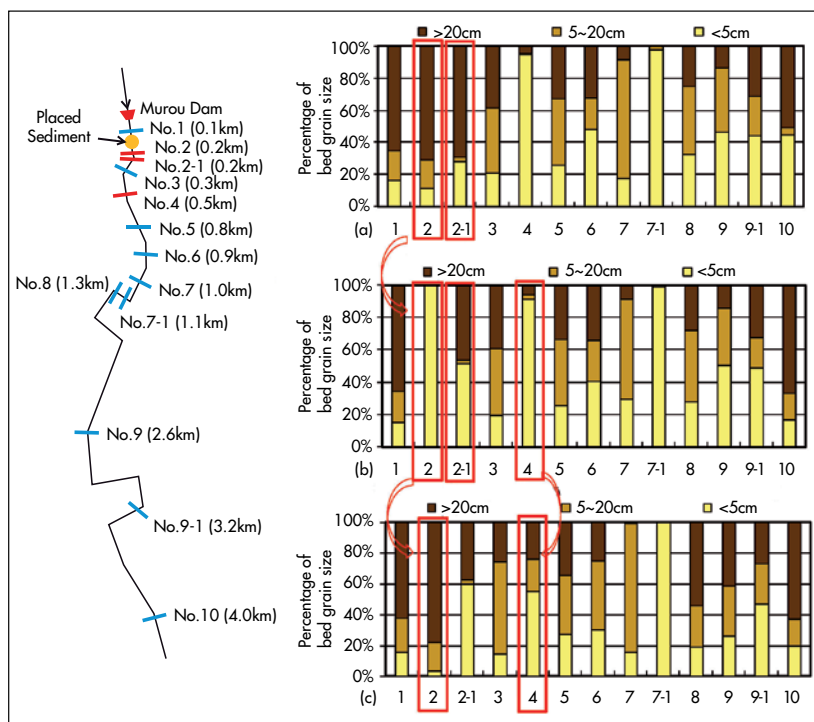 Murou Dam
Placed
Sediment
No.1 (0.1km)
No.2 (0.2km)
No.2-1 (0.2km)
No.3 (0.3km)
No.4 (0.5km)
No.5 (0.8km)
No.6 (0.9km)
No.8 (1.3km)
No.7 (1.0km)
No.7-1 (1.1km)
No.9 (2.6km)
No.9-1 (3.2km)
No.10 (4.0km)
>20cm 5~20cm <5cm
Percentage of
bed grain size
100%
80%
60%
40%
20%
0%
(a) 1 2 2-1 3 4 5 6 7 7-1 8 9 9-1 10
>20cm 5~20cm <5cm
Percentage of
bed grain size
100%
80%
60%
40%
20%
0%
(b) 1 2 2-1 3 4 5 6 7 7-1 8 9 9-1 10
>20cm 5~20cm <5cm
Percentage of
bed grain size
100%
80%
60%
40%
20%
0%
(c) 1 2 2-1 3 4 5 6 7 7-1 8 9 9-1 10